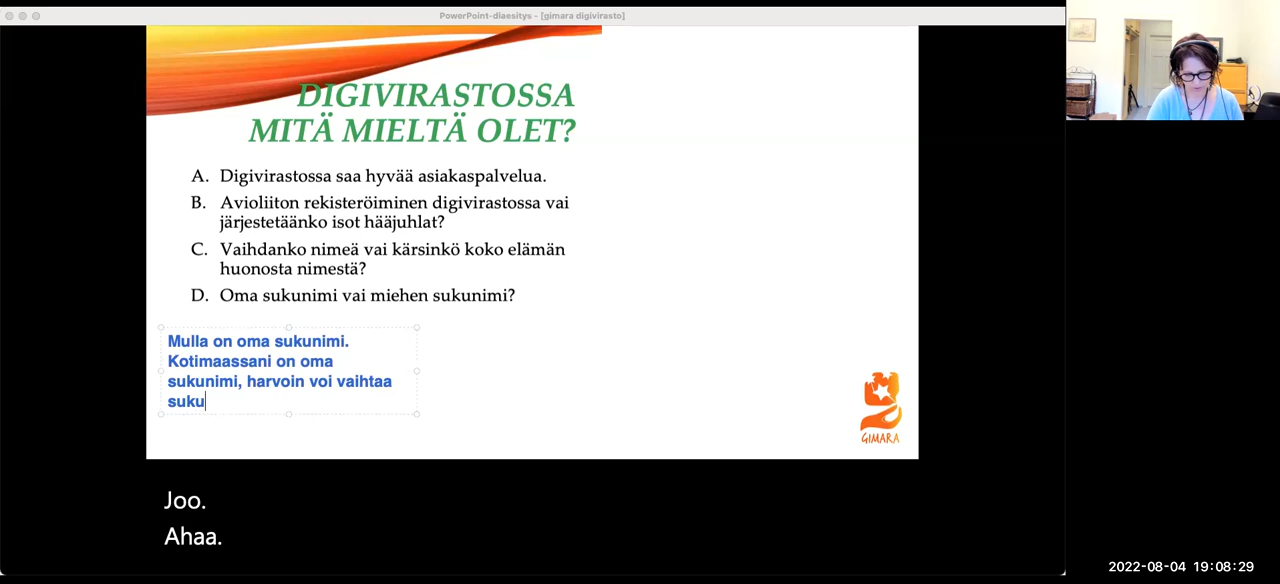 PowerPoint-diaesitys - [gimara digivirasto]
DIGIVIRASTOSSA
MITÄ MIELTÄ OLET?
A. Digivirastossa saa hyvää asiakaspalvelua.
B. Avioliiton rekisteröiminen digivirastossa vai
järjestetäänko isot hääjuhlat?
C. Vaihdanko nimeä vai kärsinkö koko elämän
huonosta nimestä?
D. Oma sukunimi vai miehen sukunimi?
Mulla on oma sukunimi.
Kotimaassani on oma
sukunimi, harvoin voi vaihtaa
suku
GIMARA
Joo.
Ahaa.
2022-08-04 19:08:29